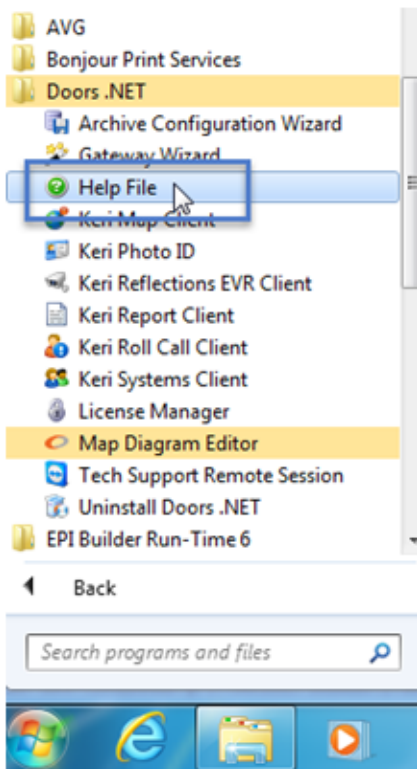 AVG
Bonjour Print Services
Doors .NET
Archive Configuration Wizard
Gateway Wizard
Help File
Keri Map Client
Keri Photo ID
Keri Reflections EVR Client
Keri Report Client
Keri Roll Call Client
Keri Systems Client
License Manager
Map Diagram Editor
Tech Support Remote Session
Uninstall Doors .NET
EPI Builder Run-Time 6
Back
Search programs and files